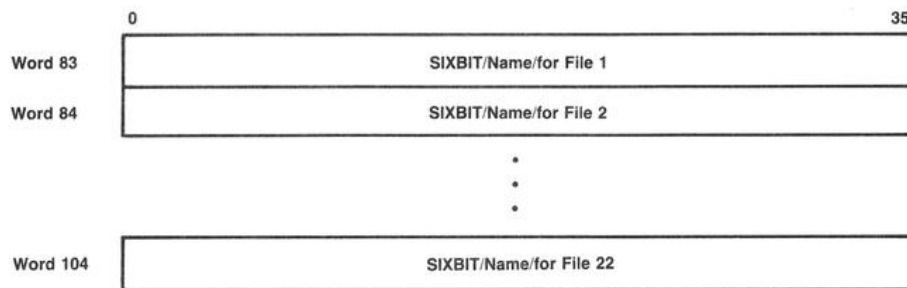 0 35
Word 83 SIXBIT/Name/for File 1
Word 84 SIXBIT/Name/for File 2
Word 104 SIXBIT/Name/for File 22